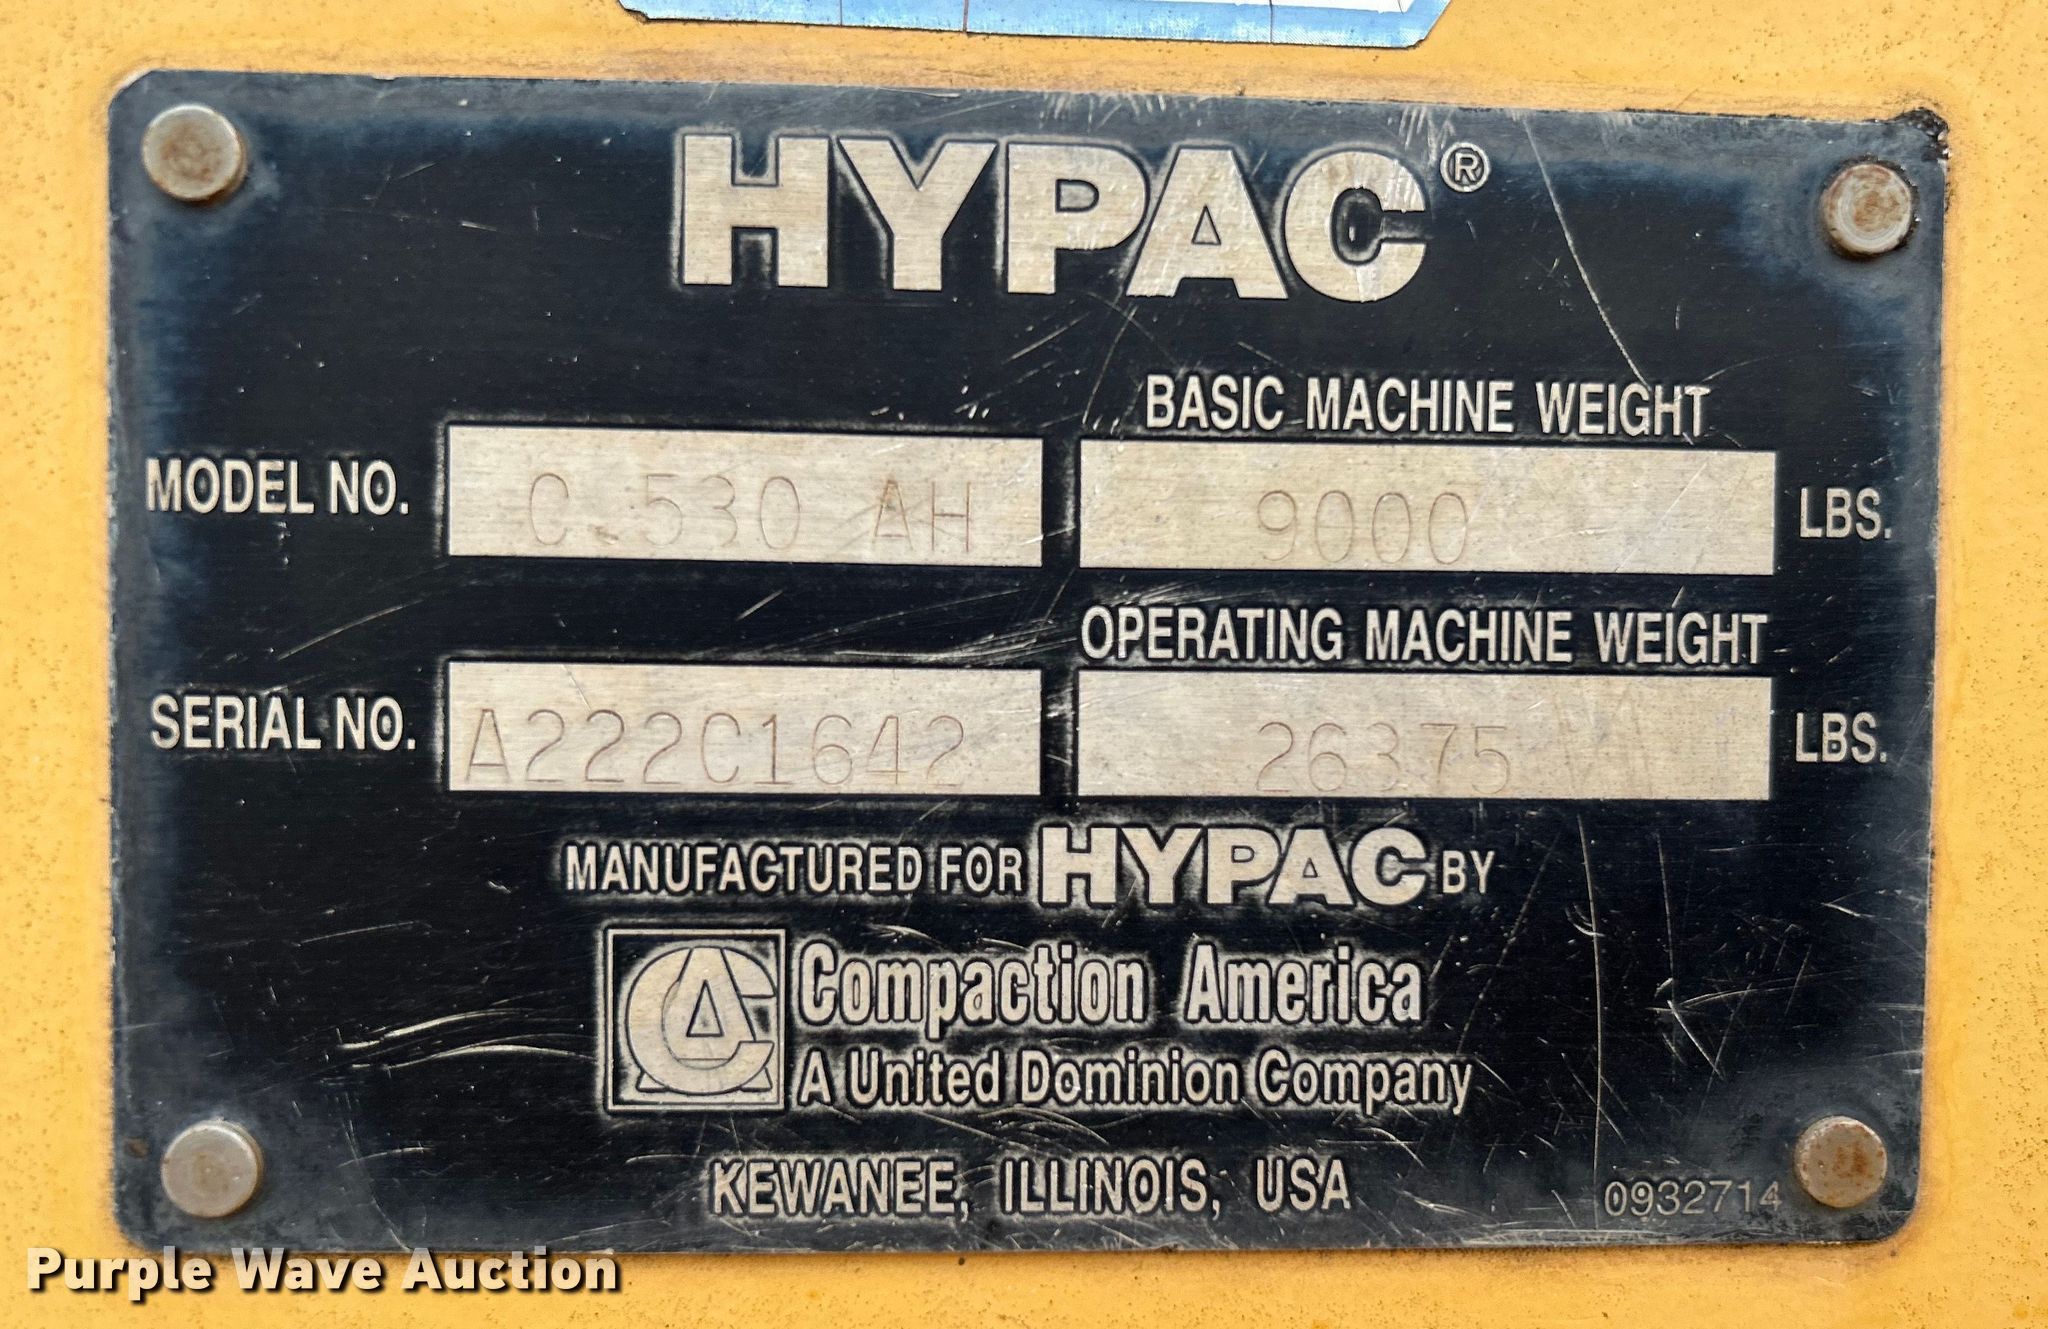 HYPAC®
BASIC MACHINE WEIGHT
MODEL NO. C 530 AH 9000 LBS.
OPERATING MACHINE WEIGHT
SERIAL NO. A222C1642 26375 LBS.
MANUFACTURED FOR HYPAC BY
CA Compaction America
A United Dominion Company
KEWANEE, ILLINOIS, USA 0932714
Purple Wave Auction